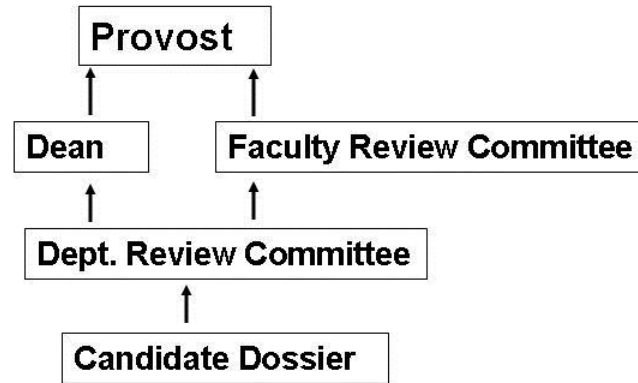 Provost
Dean
Faculty Review Committee
Dept. Review Committee
Candidate Dossier